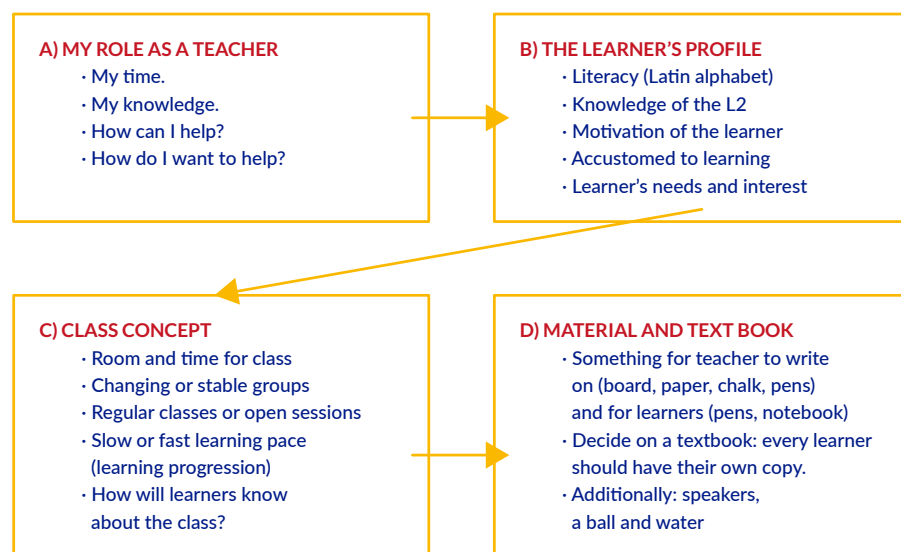 A) MY ROLE AS A TEACHER
· My time.
· My knowledge.
· How can I help?
· How do I want to help?
B) THE LEARNER'S PROFILE
· Literacy (Latin alphabet)
· Knowledge of the L2
· Motivation of the learner
· Accustomed to learning
· Learner's needs and interest
C) CLASS CONCEPT
· Room and time for class
· Changing or stable groups
· Regular classes or open sessions
· Slow or fast learning pace
(learning progression)
· How will learners know
about the class?
D) MATERIAL AND TEXT BOOK
· Something for teacher to write
on (board, paper, chalk, pens)
and for learners (pens, notebook)
· Decide on a textbook: every learner
should have their own copy.
· Additionally: speakers,
a ball and water